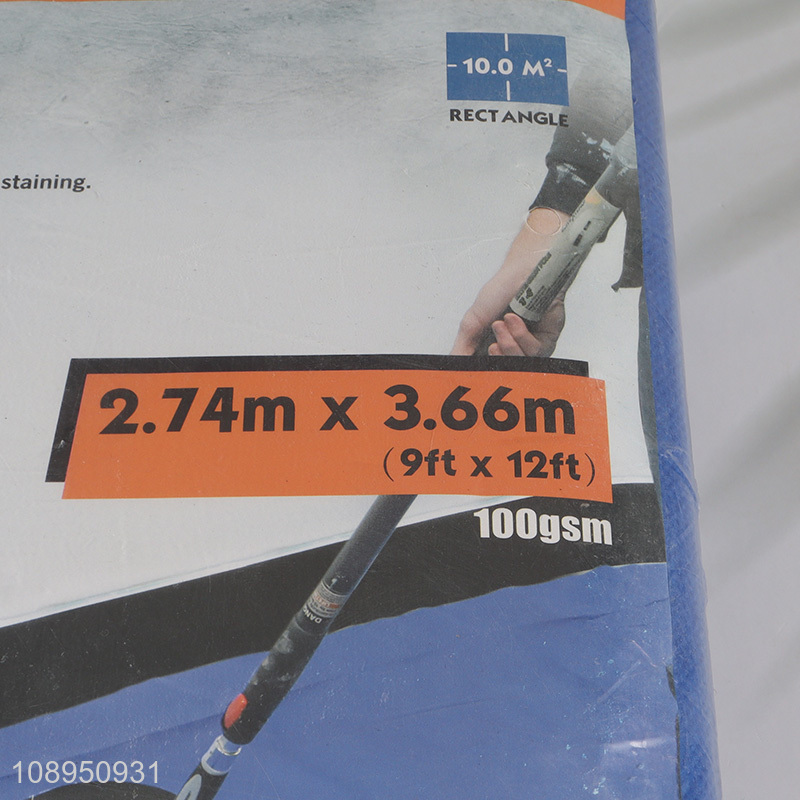 - 10.0 M² -
RECTANGLE
staining.
2.74m x 3.66m
(9ft x 12ft)
100gsm
108950931